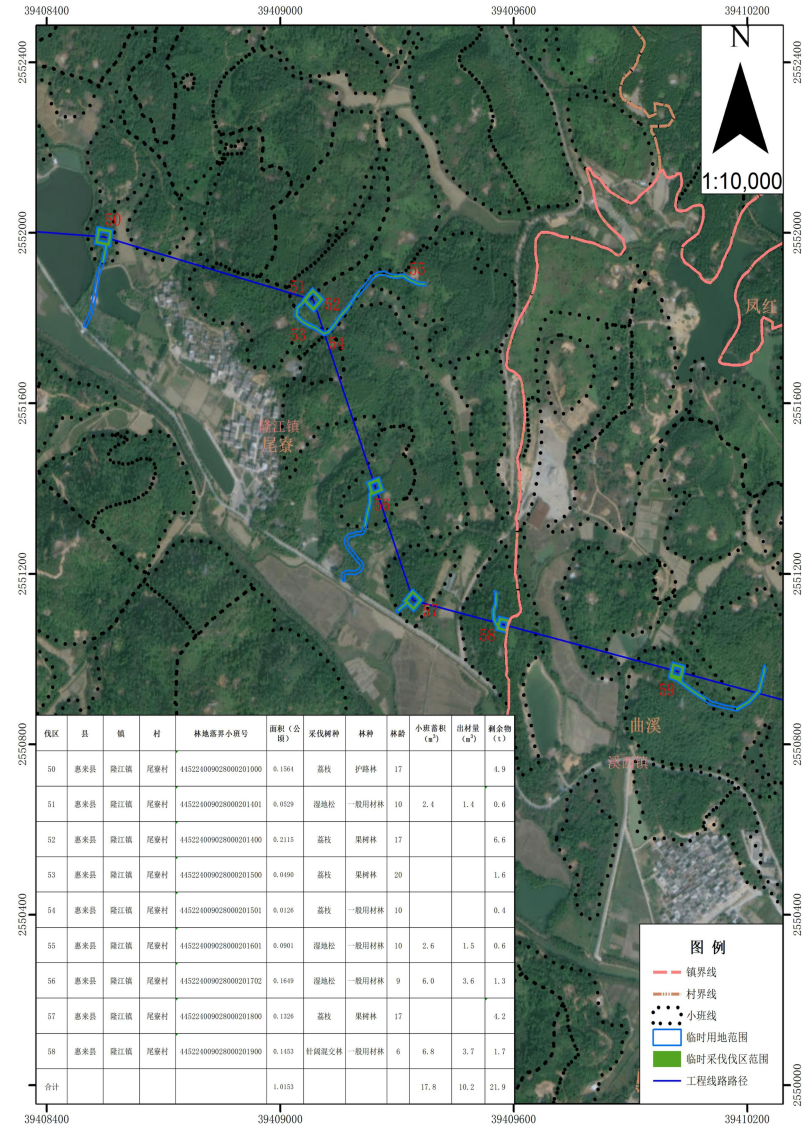 39408400 39409000 39409600 39410200
2552400 2552400
N
1:10,000
50
2552000 2552000
51 52 55
53 54
凤红
2551600 2551600
隆江镇
尾寮
56
2551200 2551200
57
58
59
曲溪
2550800 2550800
伐区 县 镇 村 林地落界小班号 面积（公顷） 采伐树种 林种 林龄 小班蓄积（m³） 出材量（m³） 剩余物（t）
50 惠来县 隆江镇 尾寮村 445224009028000201000 0.1564 荔枝 护路林 17 4.9
51 惠来县 隆江镇 尾寮村 445224009028000201401 0.0529 湿地松 一般用材林 10 2.4 1.4 0.6
52 惠来县 隆江镇 尾寮村 445224009028000201400 0.2115 荔枝 果树林 17 6.6
53 惠来县 隆江镇 尾寮村 445224009028000201500 0.0490 荔枝 果树林 20 1.6
54 惠来县 隆江镇 尾寮村 445224009028000201501 0.0126 荔枝 一般用材林 10 0.4
55 惠来县 隆江镇 尾寮村 445224009028000201601 0.0901 湿地松 一般用材林 10 2.6 1.5 0.6
56 惠来县 隆江镇 尾寮村 445224009028000201702 0.1649 湿地松 一般用材林 9 6.0 3.6 1.3
57 惠来县 隆江镇 尾寮村 445224009028000201800 0.1326 荔枝 果树林 17 4.2
58 惠来县 隆江镇 尾寮村 445224009028000201900 0.1453 针阔混交林 一般用材林 6 6.8 3.7 1.7
合计 1.0153 17.8 10.2 21.9
2550400 2550400
图 例
镇界线
村界线
小班线
临时用地范围
临时采伐伐区范围
工程线路路径
2550000
39408400 39409000 39409600 39410200